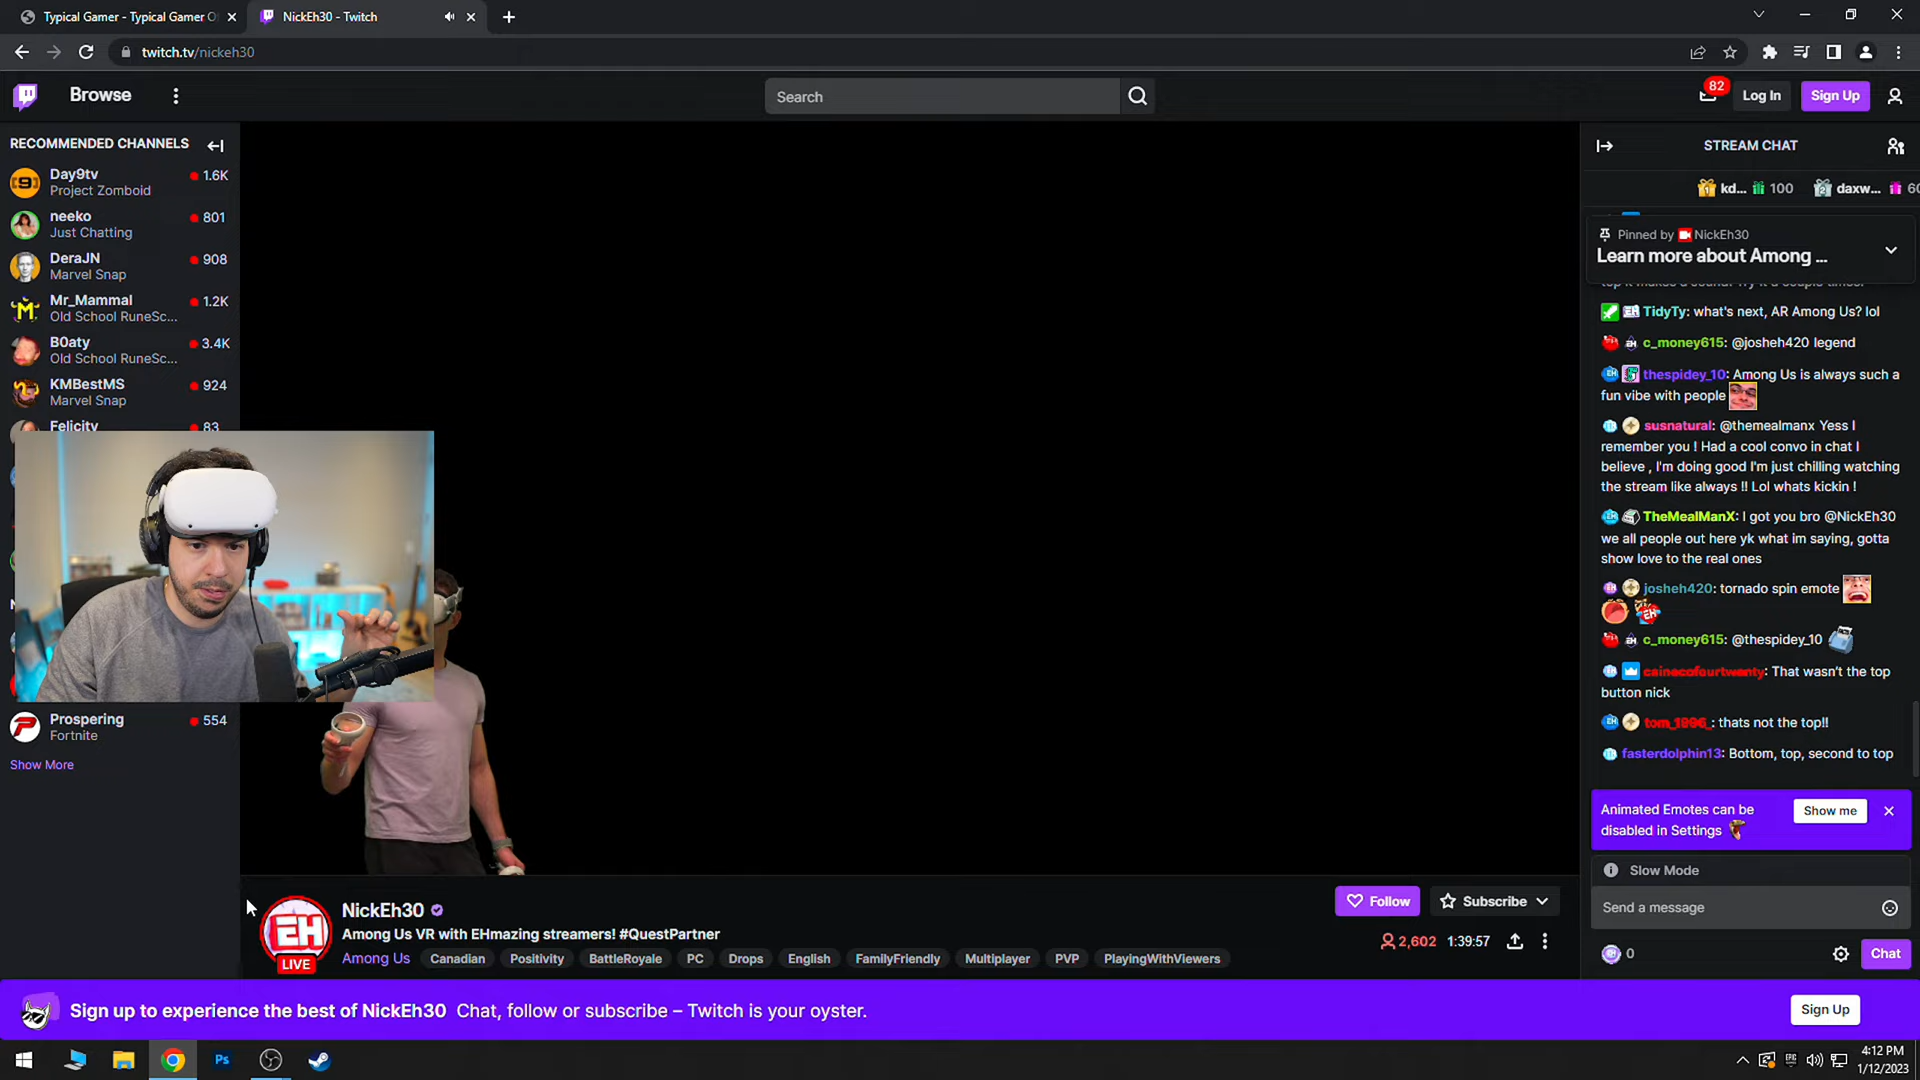 Typical Gamer - Typical Gamer O
NickEh30 - Twitch
twitch.tv/nickeh30
Browse
Search
82
Log In
Sign Up
RECOMMENDED CHANNELS
Day9tv
1.6K
Project Zomboid
neeko
801
Just Chatting
DeraJN
908
Marvel Snap
Mr_Mammal
1.2K
Old School RuneSc...
B0aty
3.4K
Old School RuneSc...
KMBestMS
924
Marvel Snap
Felicity
83
Prospering
554
Fortnite
Show More
STREAM CHAT
kd... 100 daxw... 60
Pinned by NickEh30
Learn more about Among ...
TidyTy: what's next, AR Among Us? lol
c_money615: @josheh420 legend
thespidey_10: Among Us is always such a
fun vibe with people
susnatural: @themealmanx Yess I
remember you ! Had a cool convo in chat I
believe , I'm doing good I'm just chilling watching
the stream like always !! Lol whats kickin !
TheMealManX: I got you bro @NickEh30
we all people out here yk what im saying, gotta
show love to the real ones
josheh420: tornado spin emote
c_money615: @thespidey_10
cainecofourtwenty: That wasn't the top
button nick
tom_1996_: thats not the top!!
fasterdolphin13: Bottom, top, second to top
Animated Emotes can be
disabled in Settings
Show me
Slow Mode
Send a message
0
Chat
EH
LIVE
NickEh30
Among Us VR with EHmazing streamers! #QuestPartner
Among Us
Canadian
Positivity
BattleRoyale
PC
Drops
English
FamilyFriendly
Multiplayer
PVP
PlayingWithViewers
Follow
Subscribe
2,602
1:39:57
Sign up to experience the best of NickEh30 Chat, follow or subscribe – Twitch is your oyster.
Sign Up
Ps
4:12 PM
1/12/2023